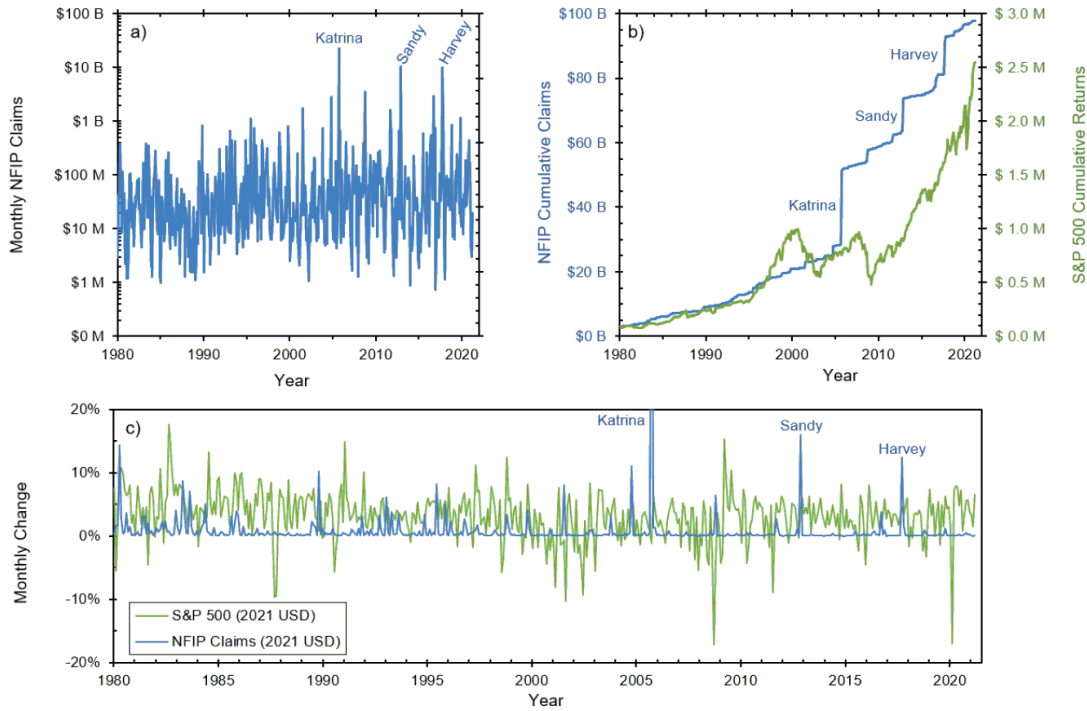 a)
Monthly NFIP Claims
$100 B
$10 B
$1 B
$100 M
$10 M
$1 M
$0 M
Katrina
Sandy
Harvey
1980
1990
2000
2010
2020
Year
b)
NFIP Cumulative Claims
$100 B
$80 B
$60 B
$40 B
$20 B
$0 B
Katrina
Sandy
Harvey
$ 3.0 M
$ 2.5 M
$ 2.0 M
$ 1.5 M
$ 1.0 M
$ 0.5 M
$ 0.0 M
S&P 500 Cumulative Returns
1980
1990
2000
2010
2020
Year
c)
Monthly Change
20%
10%
0%
-10%
-20%
Katrina
Sandy
Harvey
S&P 500 (2021 USD)
NFIP Claims (2021 USD)
1980
1985
1990
1995
2000
2005
2010
2015
2020
Year